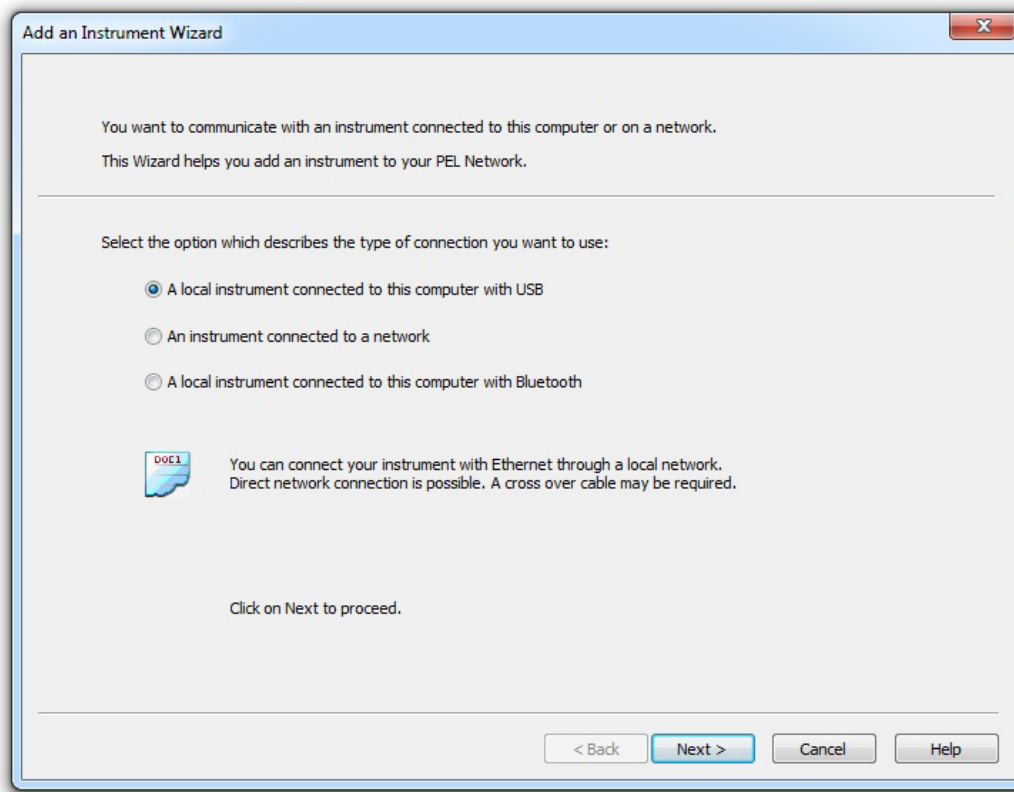 Add an Instrument Wizard
You want to communicate with an instrument connected to this computer or on a network.
This Wizard helps you add an instrument to your PEL Network.
Select the option which describes the type of connection you want to use:
A local instrument connected to this computer with USB
An instrument connected to a network
A local instrument connected to this computer with Bluetooth
DOC1
You can connect your instrument with Ethernet through a local network.
Direct network connection is possible. A cross over cable may be required.
Click on Next to proceed.
< Back Next > Cancel Help